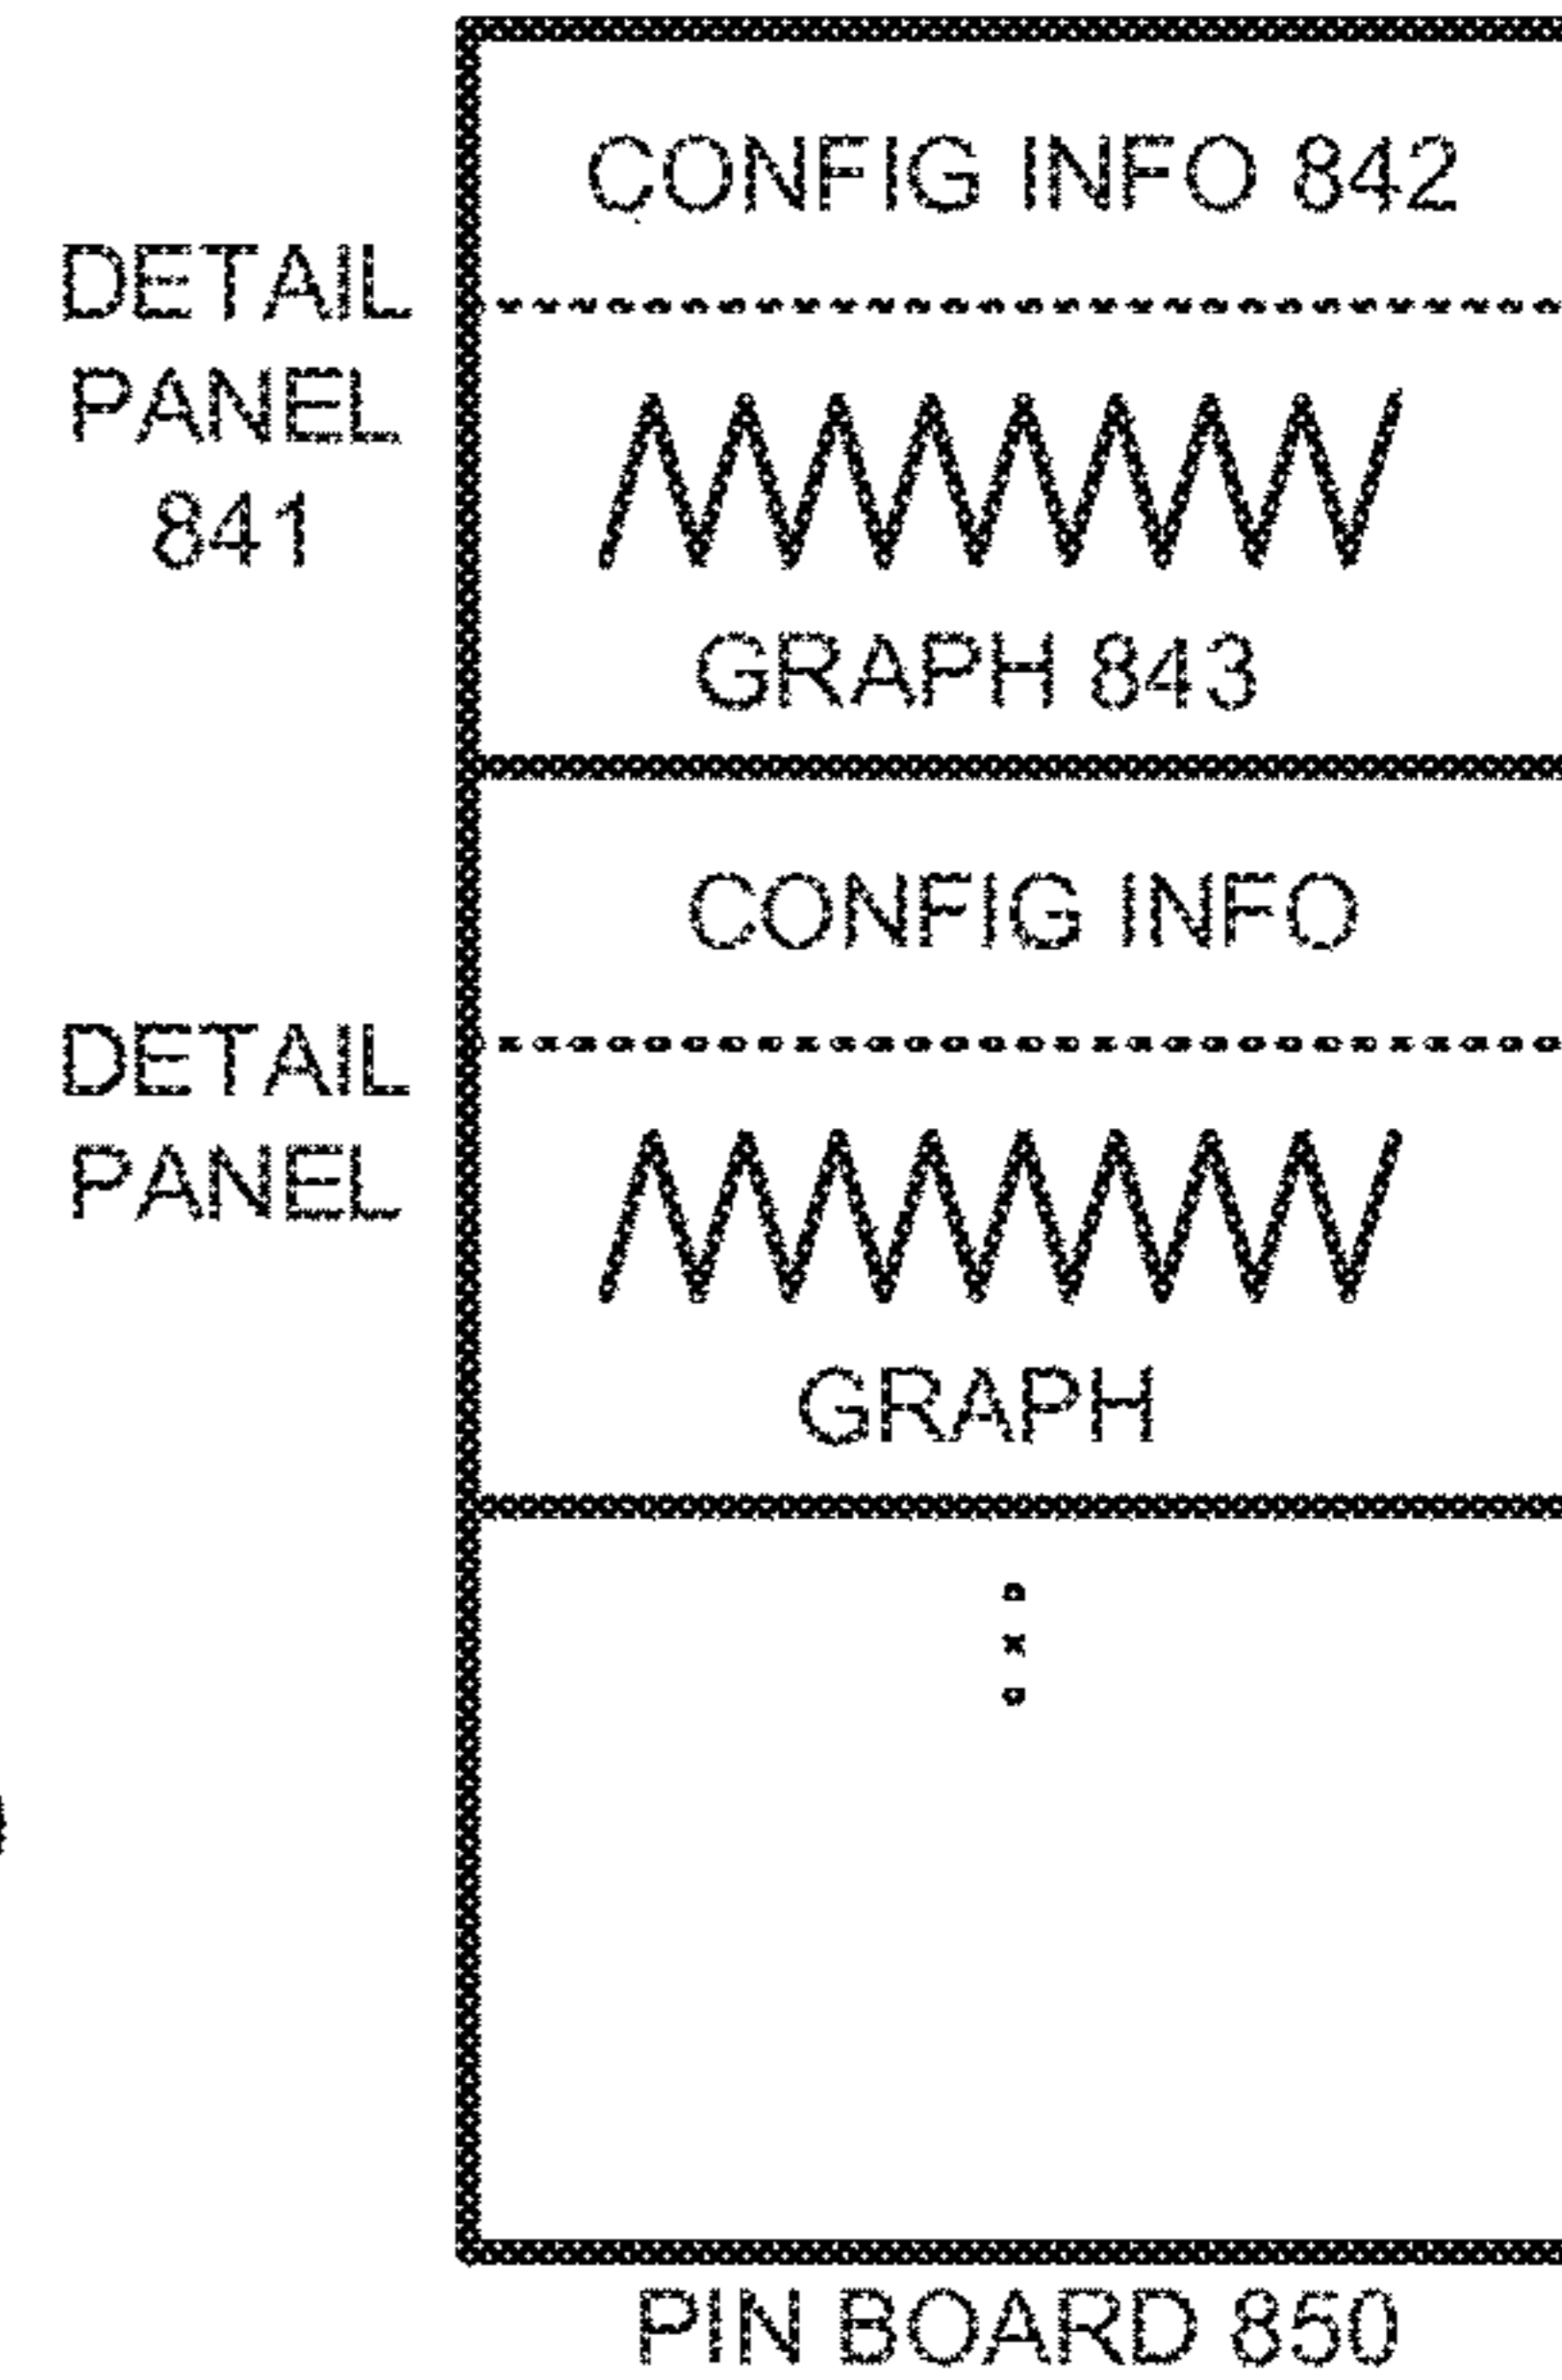 CONFIG INFO 842
DETAIL
PANEL
841
GRAPH 843
CONFIG INFO
DETAIL
PANEL
GRAPH
PIN BOARD 850